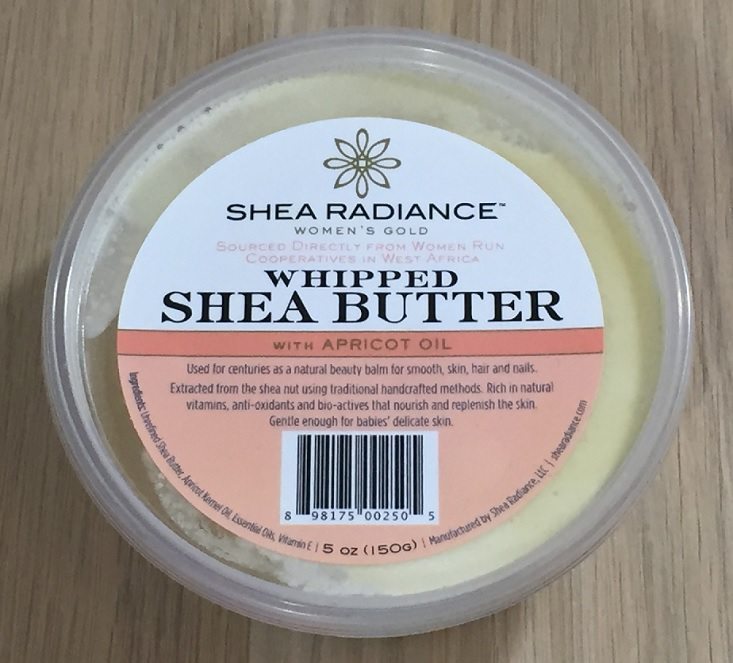 SHEA RADIANCE™
WOMEN'S GOLD
SOURCED DIRECTLY FROM WOMEN RUN
COOPERATIVES IN WEST AFRICA
WHIPPED
SHEA BUTTER
WITH APRICOT OIL
Used for centuries as a natural beauty balm for smooth, skin, hair and nails.
Extracted from the shea nut using traditional handcrafted methods. Rich in natural
vitamins, anti-oxidants and bio-actives that nourish and replenish the skin.
Gentle enough for babies' delicate skin.
8 98175 00250 5
Ingredients: Unrefined Shea Butter, Apricot Kernel Oil, Essential Oils, Vitamin E | 5 oz (150G) | Manufactured by Shea Radiance, LLC | shearadiance.com